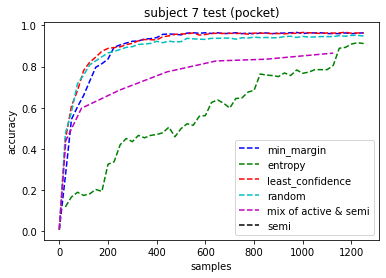 subject 7 test (pocket)
accuracy
1.0
0.8
0.6
0.4
0.2
0.0
min_margin
entropy
least_confidence
random
mix of active & semi
semi
0 200 400 600 800 1000 1200
samples